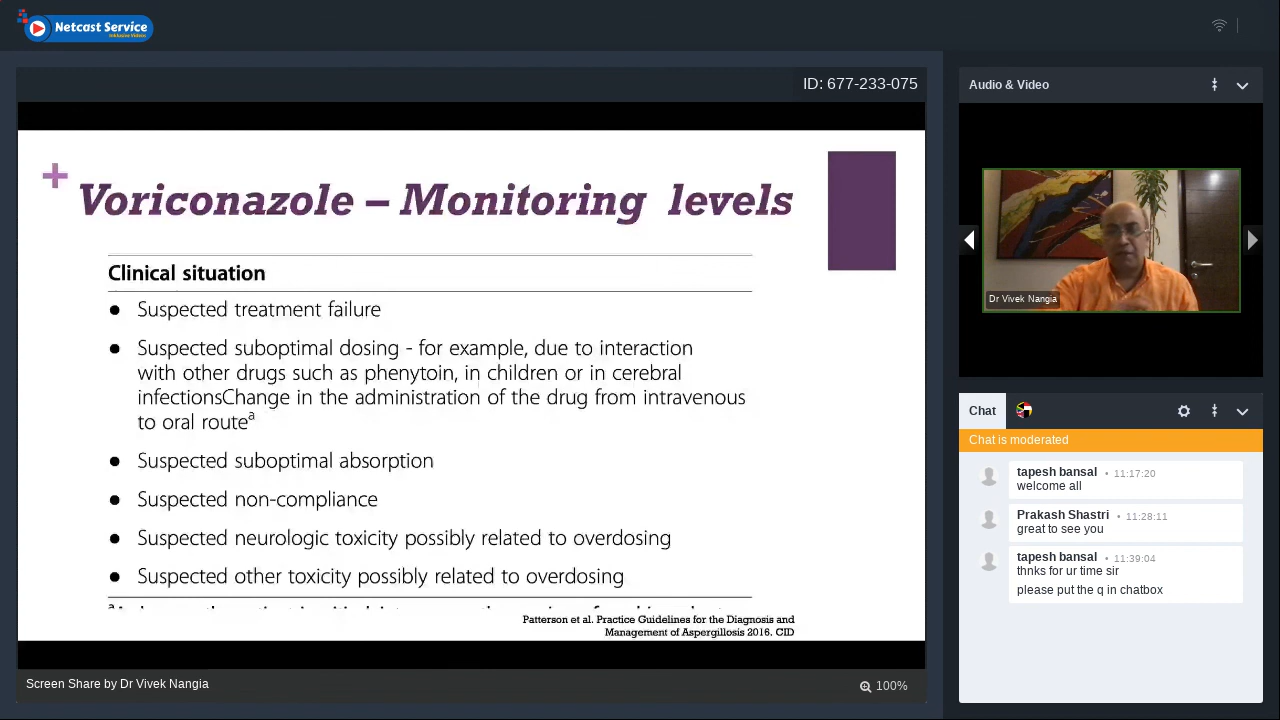 Netcast Service
ID: 677-233-075
+
Voriconazole – Monitoring levels
Clinical situation
● Suspected treatment failure
● Suspected suboptimal dosing - for example, due to interaction
with other drugs such as phenytoin, in children or in cerebral
infectionsChange in the administration of the drug from intravenous
to oral routeª
● Suspected suboptimal absorption
● Suspected non-compliance
● Suspected neurologic toxicity possibly related to overdosing
● Suspected other toxicity possibly related to overdosing
Patterson et al. Practice Guidelines for the Diagnosis and
Management of Aspergillosis 2016. CID
Screen Share by Dr Vivek Nangia
100%
Audio & Video
Dr Vivek Nangia
Chat
Chat is moderated
tapesh bansal • 11:17:20
welcome all
Prakash Shastri • 11:28:11
great to see you
tapesh bansal • 11:39:04
thnks for ur time sir
please put the q in chatbox